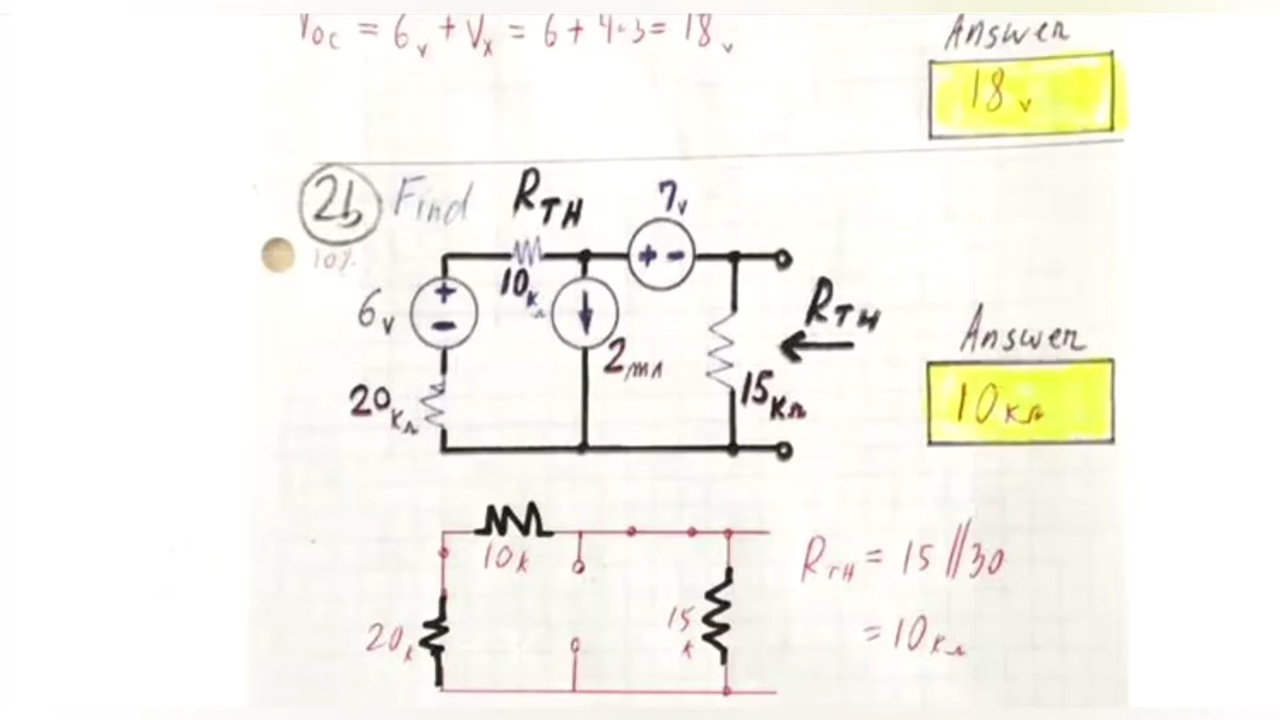 Voc = 6v + Vx = 6 + 4·3 = 18v
Answer
18v
2b Find RTH
10%
7v
+ -
10kΩ
6v
+
-
2mA
20kΩ
15kΩ
RTH
Answer
10kΩ
10k
20k
15k
RTH = 15 // 30
= 10kΩ